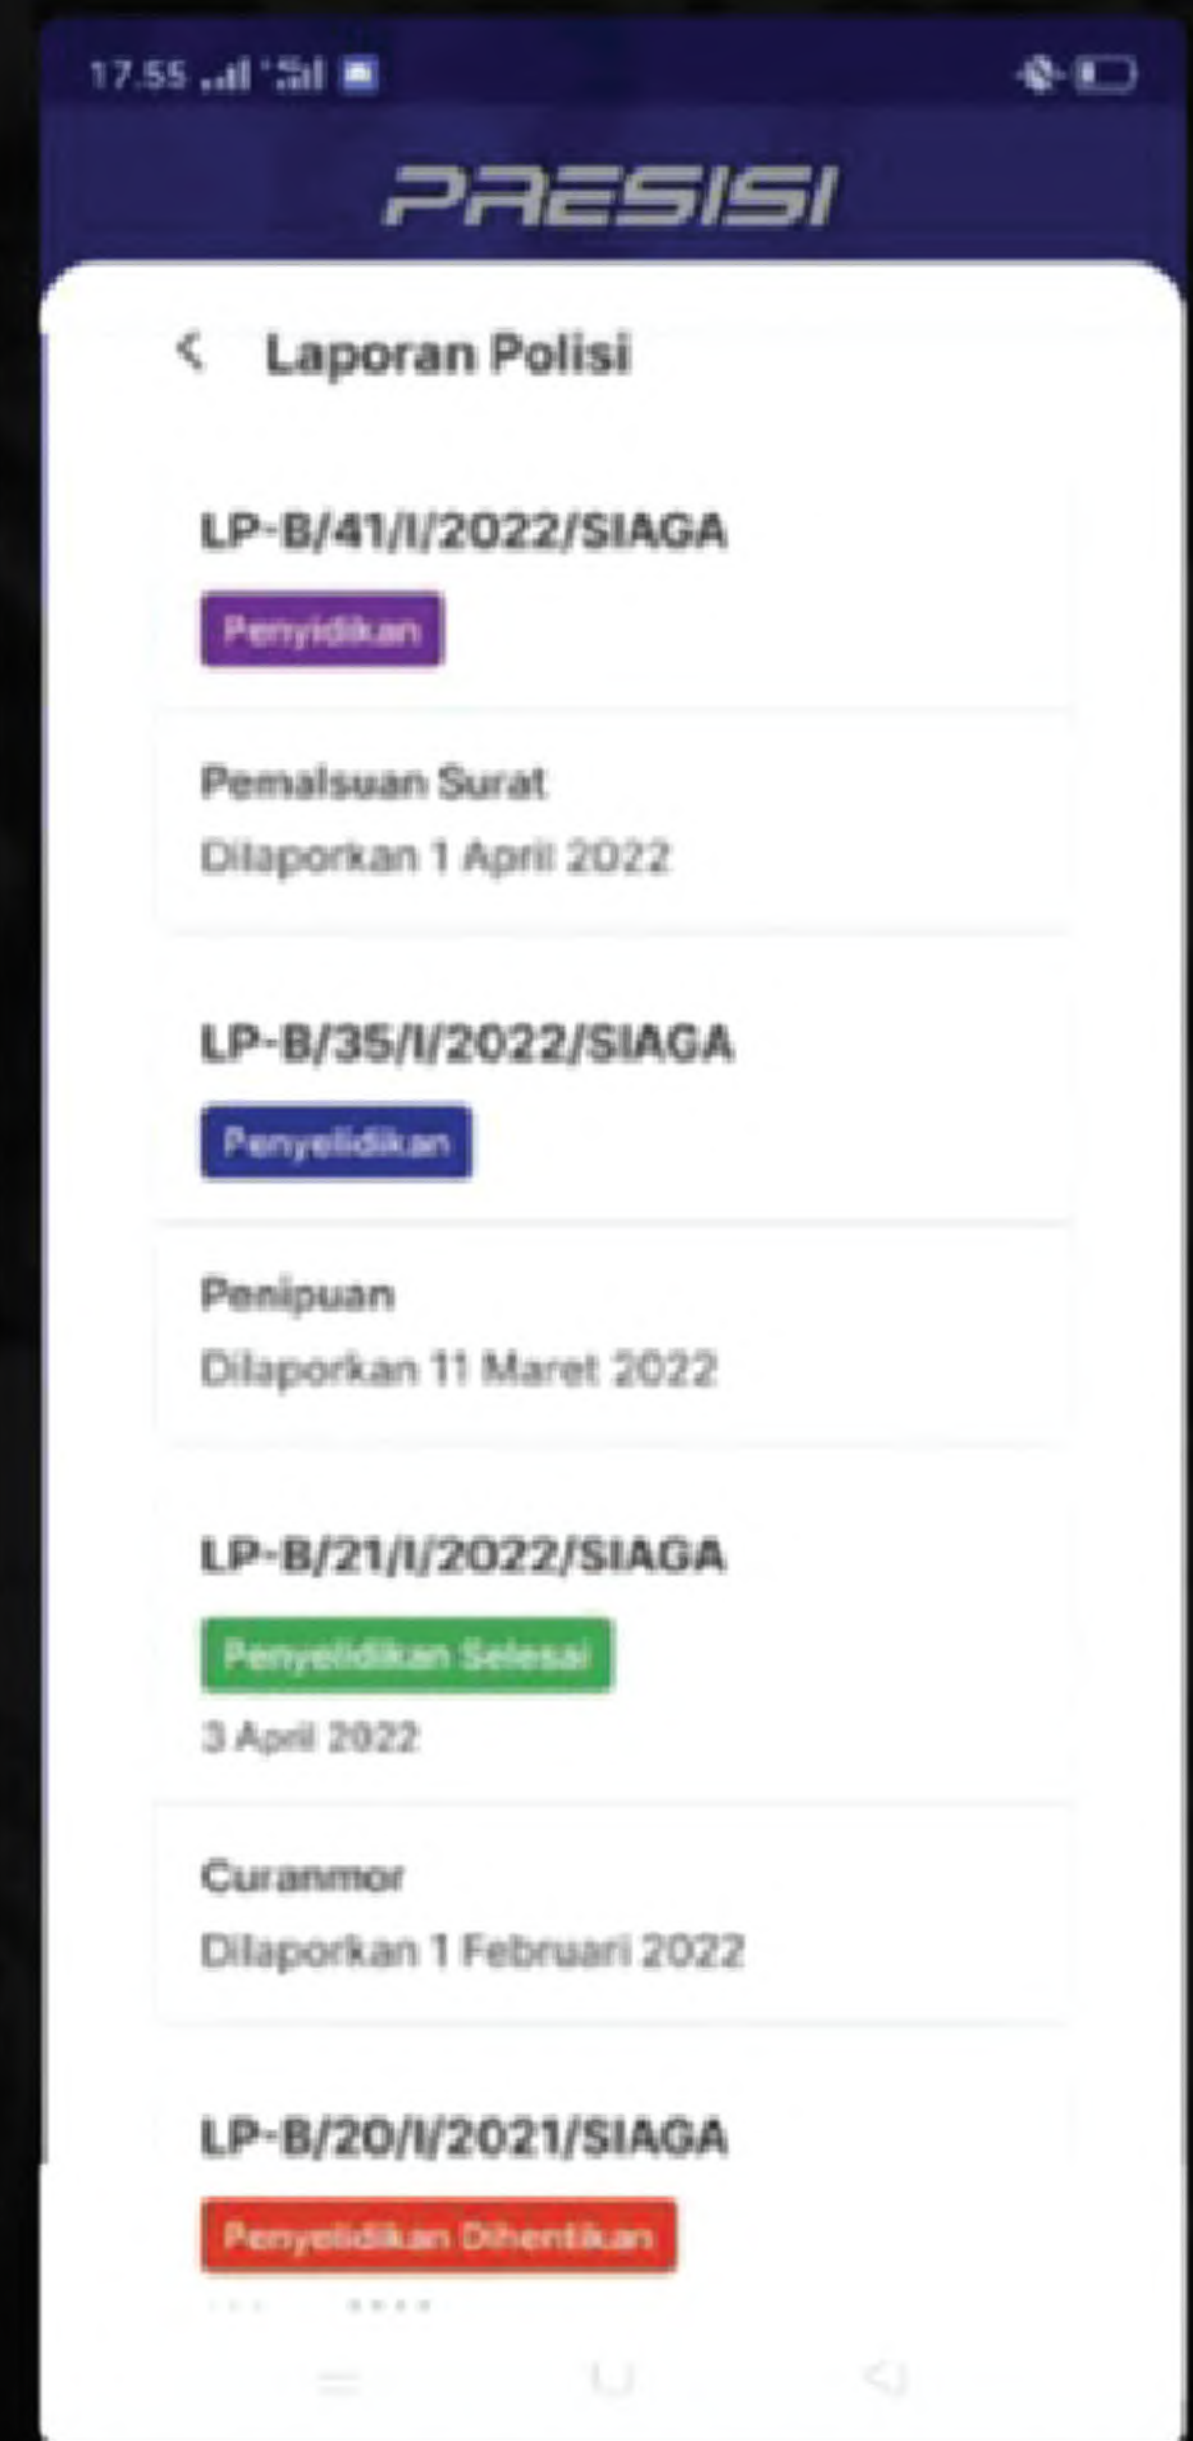 17.55
PRESISI
Laporan Polisi
LP-B/41/I/2022/SIAGA
Penyidikan
Pemalsuan Surat
Dilaporkan 1 April 2022
LP-B/35/I/2022/SIAGA
Penyelidikan
Penipuan
Dilaporkan 11 Maret 2022
LP-B/21/I/2022/SIAGA
Penyelidikan Selesai
3 April 2022
Curanmor
Dilaporkan 1 Februari 2022
LP-B/20/I/2021/SIAGA
Penyelidikan Dihentikan